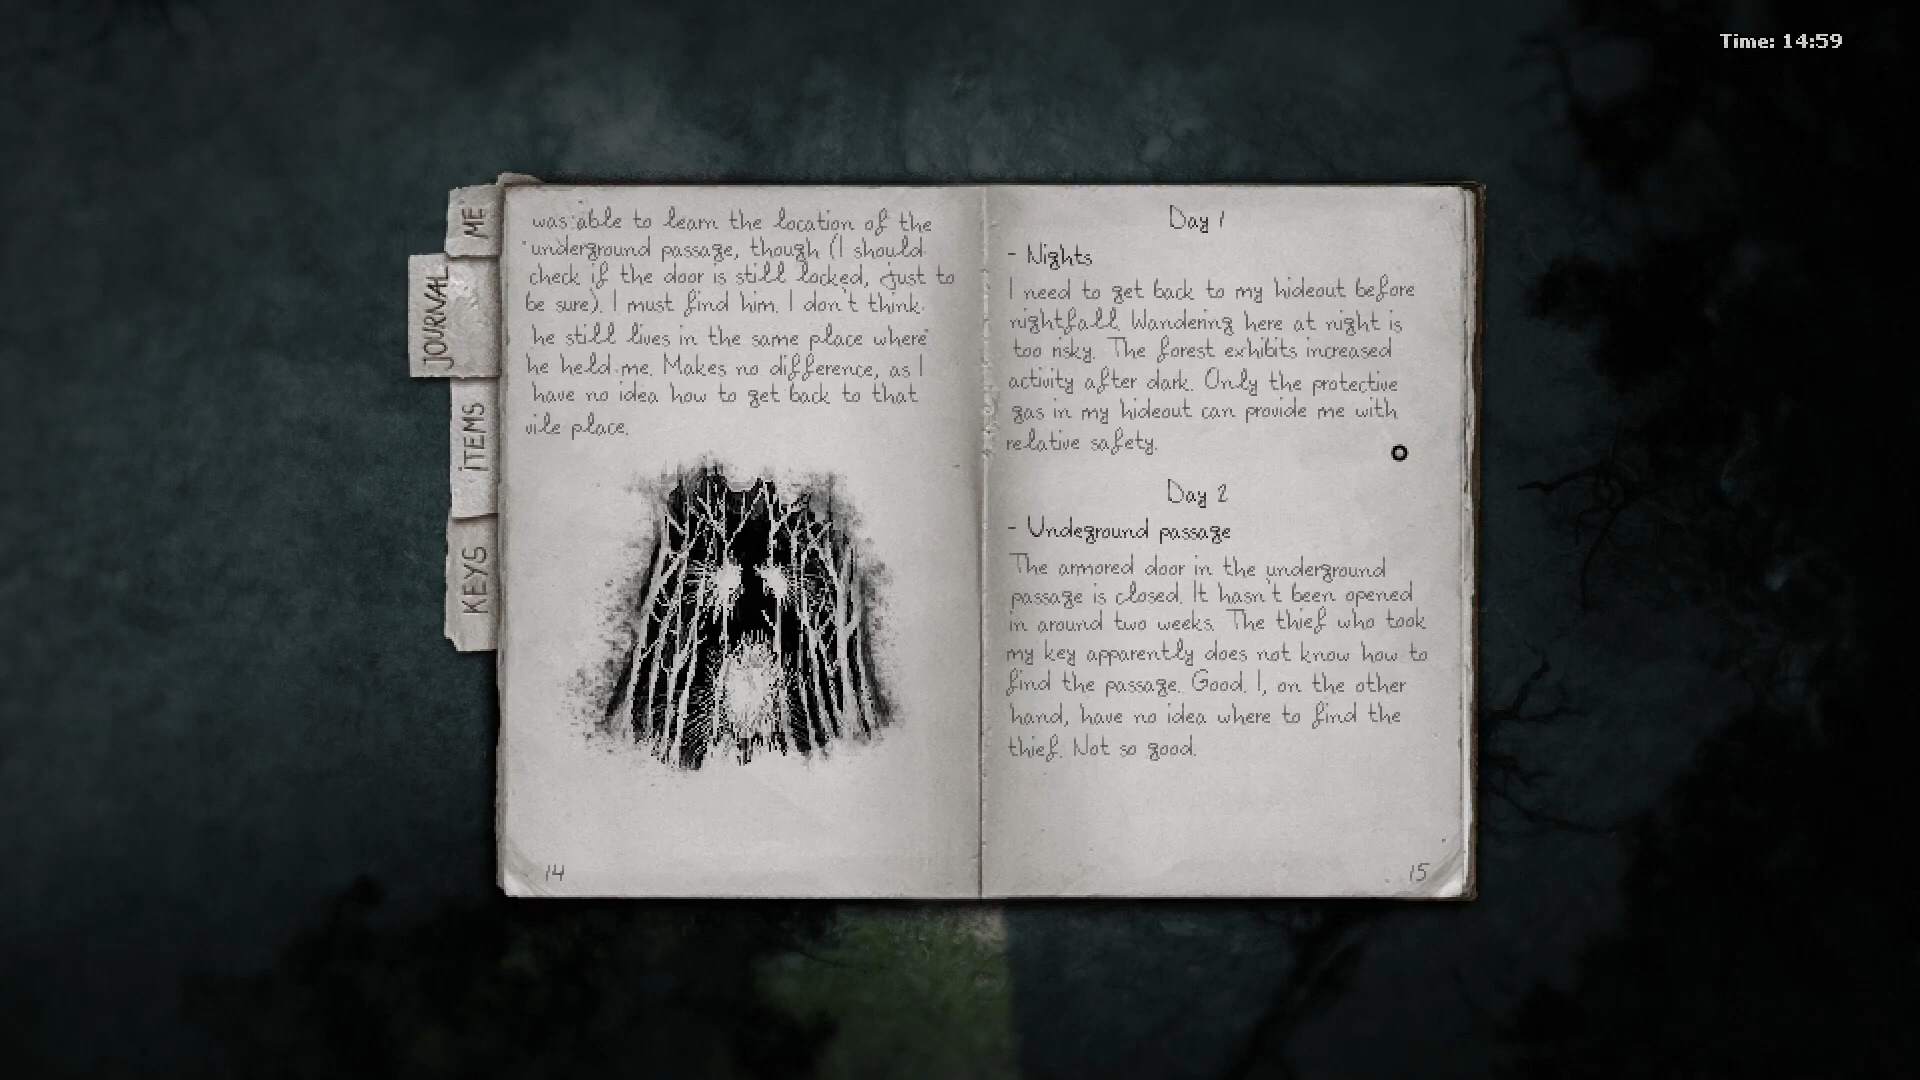 Time: 14:59
ME
JOURNAL
ITEMS
KEYS
was able to learn the location of the
underground passage, though (I should
check if the door is still locked, just to
be sure). I must find him. I don't think
he still lives in the same place where
he held me. Makes no difference, as I
have no idea how to get back to that
vile place.
14
Day 1
- Nights
I need to get back to my hideout before
nightfall. Wandering here at night is
too risky. The forest exhibits increased
activity after dark. Only the protective
gas in my hideout can provide me with
relative safety.
Day 2
- Undeground passage
The armored door in the underground
passage is closed. It hasn't been opened
in around two weeks. The thief who took
my key apparently does not know how to
find the passage. Good. I, on the other
hand, have no idea where to find the
thief. Not so good.
15